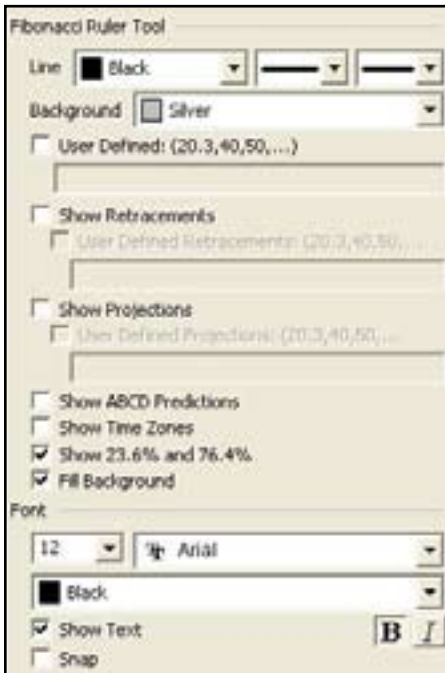 Fibonacci Ruler Tool
Line Black
Background Silver
User Defined: (20.3,40,50,...)
Show Retracements
User Defined Retracements: (20.3,40,50,...
Show Projections
User Defined Projections: (20.3,40,50,...
Show ABCD Predictions
Show Time Zones
Show 23.6% and 76.4%
Fill Background
Font
12 Arial
Black
Show Text B I
Snap